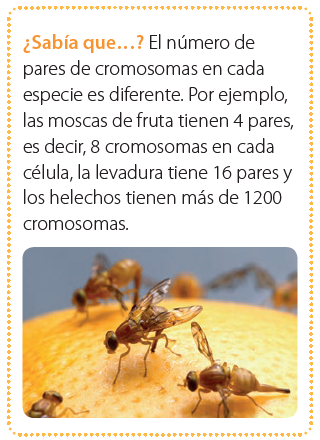 ¿Sabía que...? El número de
pares de cromosomas en cada
especie es diferente. Por ejemplo,
las moscas de fruta tienen 4 pares,
es decir, 8 cromosomas en cada
célula, la levadura tiene 16 pares y
los helechos tienen más de 1200
cromosomas.